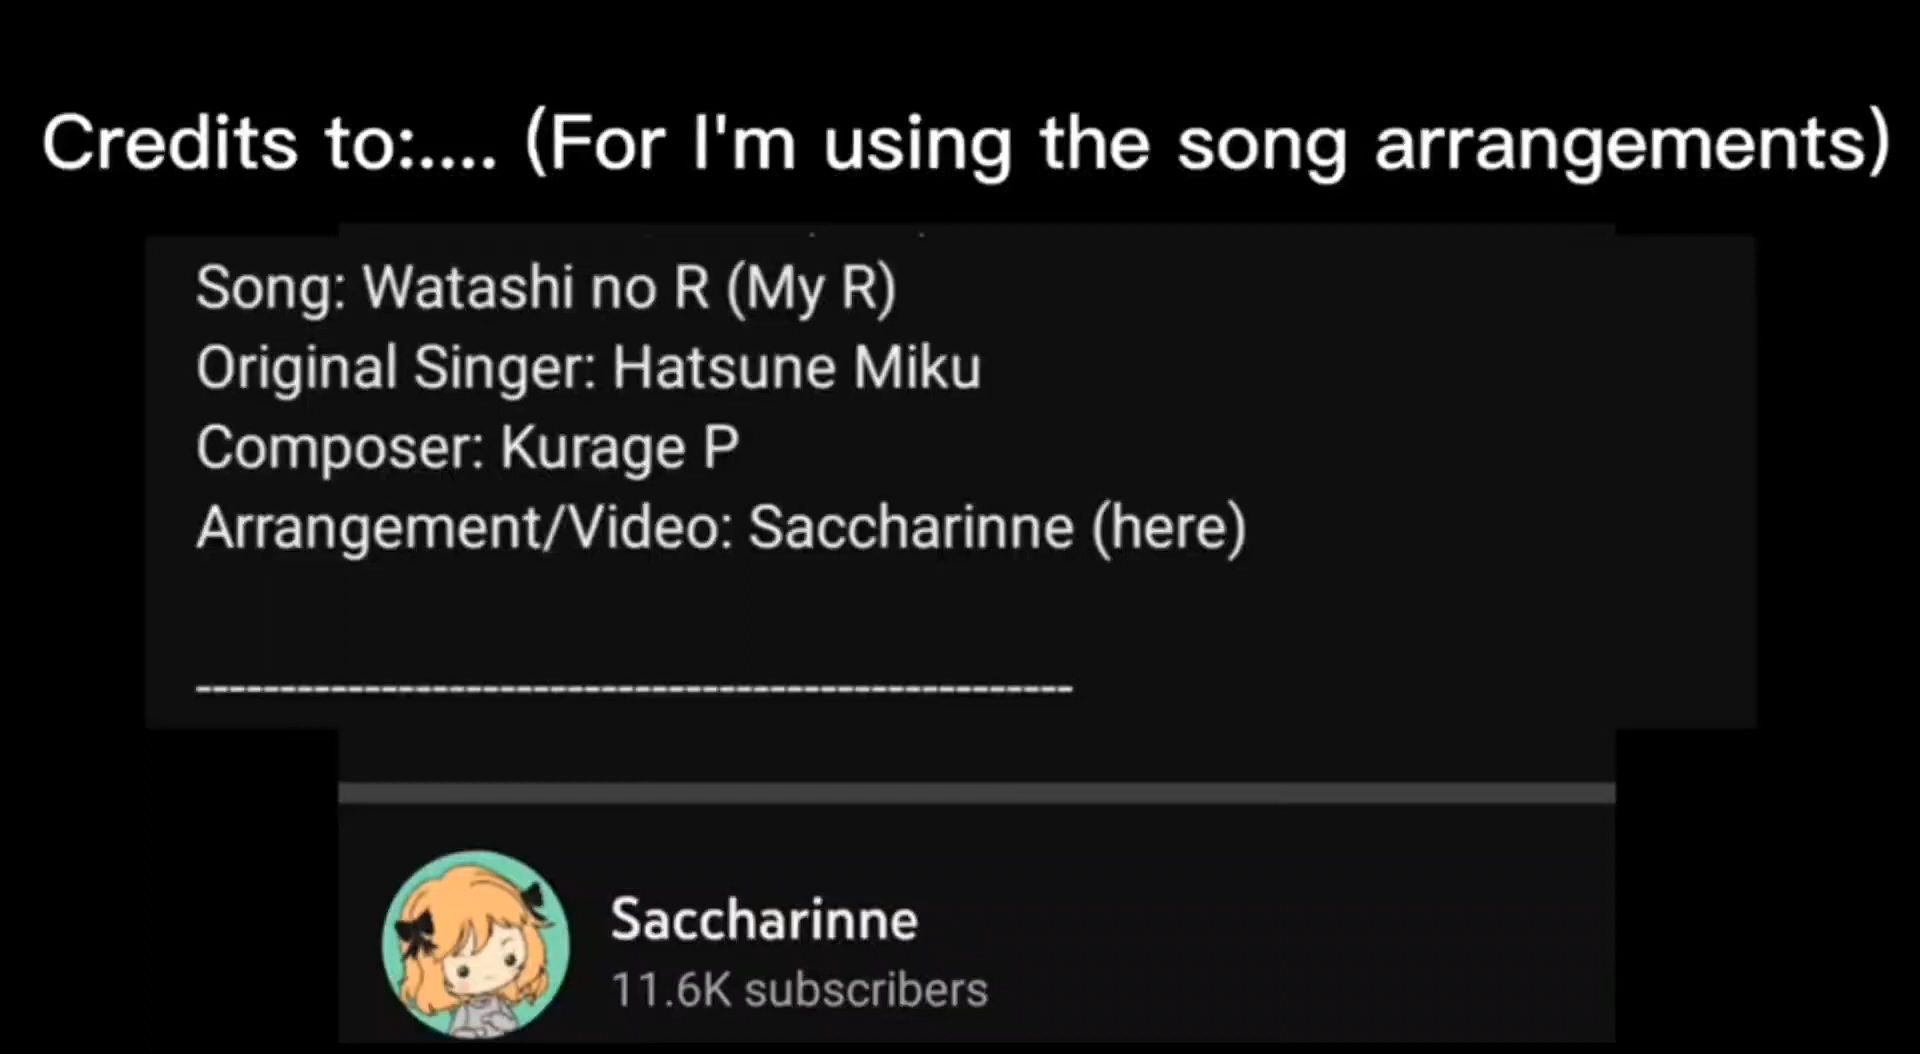 Credits to:.... (For I'm using the song arrangements)
Song: Watashi no R (My R)
Original Singer: Hatsune Miku
Composer: Kurage P
Arrangement/Video: Saccharinne (here)
----------------------------------------------------
Saccharinne
11.6K subscribers